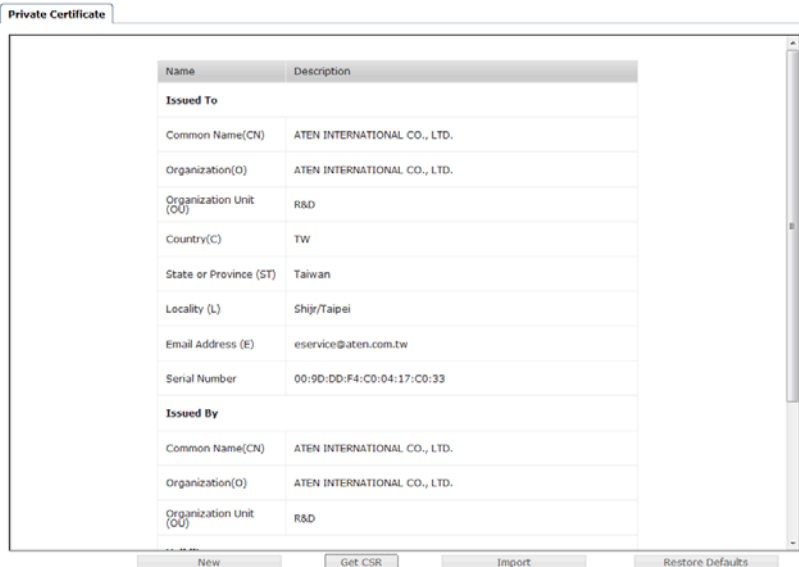 Private Certificate
Name Description
Issued To
Common Name(CN) ATEN INTERNATIONAL CO., LTD.
Organization(O) ATEN INTERNATIONAL CO., LTD.
Organization Unit
(OU) R&D
Country(C) TW
State or Province (ST) Taiwan
Locality (L) Shijr/Taipei
Email Address (E) eservice@aten.com.tw
Serial Number 00:9D:DD:F4:C0:04:17:C0:33
Issued By
Common Name(CN) ATEN INTERNATIONAL CO., LTD.
Organization(O) ATEN INTERNATIONAL CO., LTD.
Organization Unit
(OU) R&D
New Get CSR Import Restore Defaults